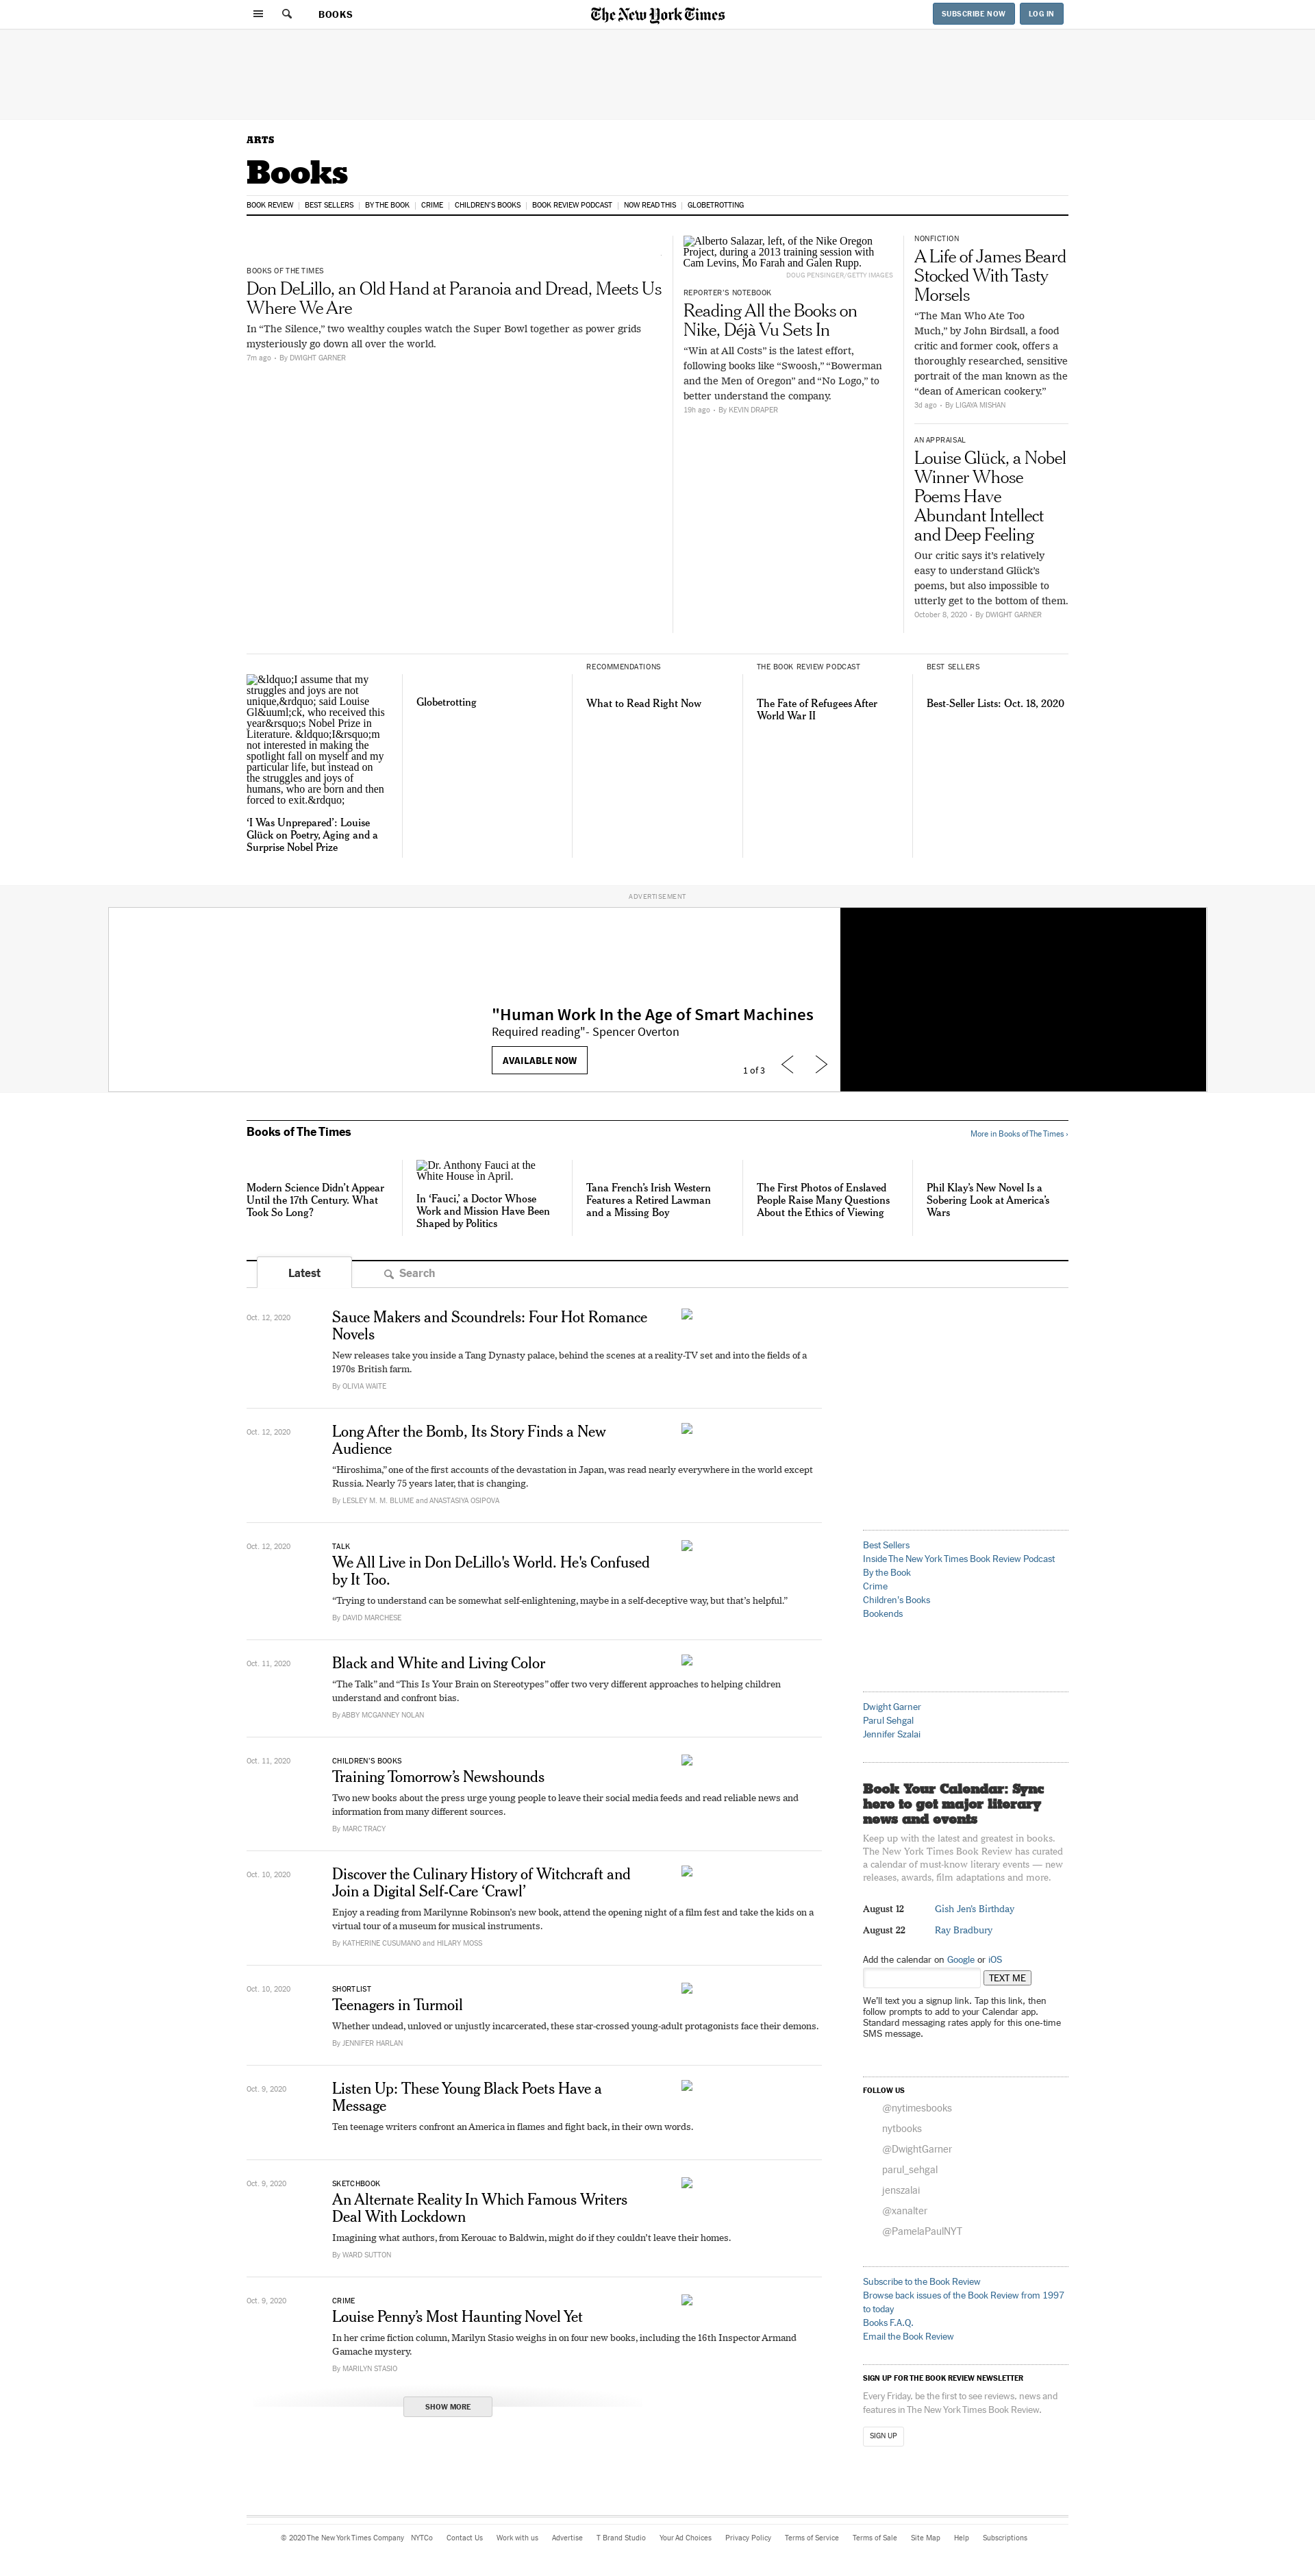 BOOKS
The New York Times
SUBSCRIBE NOW
LOG IN
ARTS
Books
BOOK REVIEW | BEST SELLERS | BY THE BOOK | CRIME | CHILDREN'S BOOKS | BOOK REVIEW PODCAST | NOW READ THIS | GLOBETROTTING
BOOKS OF THE TIMES
Don DeLillo, an Old Hand at Paranoia and Dread, Meets Us
Where We Are
In “The Silence,” two wealthy couples watch the Super Bowl together as power grids
mysteriously go down all over the world.
7m ago • By DWIGHT GARNER
Alberto Salazar, left, of the Nike Oregon
Project, during a 2013 training session with
Cam Levins, Mo Farah and Galen Rupp.
DOUG PENSINGER/GETTY IMAGES
REPORTER’S NOTEBOOK
Reading All the Books on
Nike, Déjà Vu Sets In
“Win at All Costs” is the latest effort,
following books like “Swoosh,” “Bowerman
and the Men of Oregon” and “No Logo,” to
better understand the company.
19h ago • By KEVIN DRAPER
NONFICTION
A Life of James Beard
Stocked With Tasty
Morsels
“The Man Who Ate Too
Much,” by John Birdsall, a food
critic and former cook, offers a
thoroughly researched, sensitive
portrait of the man known as the
“dean of American cookery.”
3d ago • By LIGAYA MISHAN
AN APPRAISAL
Louise Glück, a Nobel
Winner Whose
Poems Have
Abundant Intellect
and Deep Feeling
Our critic says it’s relatively
easy to understand Glück’s
poems, but also impossible to
utterly get to the bottom of them.
October 8, 2020 • By DWIGHT GARNER
&ldquo;I assume that my
struggles and joys are not
unique,&rdquo; said Louise
Gl&uuml;ck, who received this
year&rsquo;s Nobel Prize in
Literature. &ldquo;I&rsquo;m
not interested in making the
spotlight fall on myself and my
particular life, but instead on
the struggles and joys of
humans, who are born and then
forced to exit.&rdquo;
‘I Was Unprepared’: Louise
Glück on Poetry, Aging and a
Surprise Nobel Prize
Globetrotting
RECOMMENDATIONS
What to Read Right Now
THE BOOK REVIEW PODCAST
The Fate of Refugees After
World War II
BEST SELLERS
Best-Seller Lists: Oct. 18, 2020
ADVERTISEMENT
"Human Work In the Age of Smart Machines
Required reading"- Spencer Overton
AVAILABLE NOW
1 of 3
Books of The Times
More in Books of The Times ›
Modern Science Didn’t Appear
Until the 17th Century. What
Took So Long?
Dr. Anthony Fauci at the
White House in April.
In ‘Fauci,’ a Doctor Whose
Work and Mission Have Been
Shaped by Politics
Tana French’s Irish Western
Features a Retired Lawman
and a Missing Boy
The First Photos of Enslaved
People Raise Many Questions
About the Ethics of Viewing
Phil Klay’s New Novel Is a
Sobering Look at America’s
Wars
Latest
Search
Oct. 12, 2020
Sauce Makers and Scoundrels: Four Hot Romance
Novels
New releases take you inside a Tang Dynasty palace, behind the scenes at a reality-TV set and into the fields of a
1970s British farm.
By OLIVIA WAITE
Oct. 12, 2020
Long After the Bomb, Its Story Finds a New
Audience
“Hiroshima,” one of the first accounts of the devastation in Japan, was read nearly everywhere in the world except
Russia. Nearly 75 years later, that is changing.
By LESLEY M. M. BLUME and ANASTASIYA OSIPOVA
Oct. 12, 2020
TALK
We All Live in Don DeLillo's World. He's Confused
by It Too.
“Trying to understand can be somewhat self-enlightening, maybe in a self-deceptive way, but that’s helpful.”
By DAVID MARCHESE
Oct. 11, 2020
Black and White and Living Color
“The Talk” and “This Is Your Brain on Stereotypes” offer two very different approaches to helping children
understand and confront bias.
By ABBY MCGANNEY NOLAN
Oct. 11, 2020
CHILDREN’S BOOKS
Training Tomorrow’s Newshounds
Two new books about the press urge young people to leave their social media feeds and read reliable news and
information from many different sources.
By MARC TRACY
Oct. 10, 2020
Discover the Culinary History of Witchcraft and
Join a Digital Self-Care ‘Crawl’
Enjoy a reading from Marilynne Robinson’s new book, attend the opening night of a film fest and take the kids on a
virtual tour of a museum for musical instruments.
By KATHERINE CUSUMANO and HILARY MOSS
Oct. 10, 2020
SHORTLIST
Teenagers in Turmoil
Whether undead, unloved or unjustly incarcerated, these star-crossed young-adult protagonists face their demons.
By JENNIFER HARLAN
Oct. 9, 2020
Listen Up: These Young Black Poets Have a
Message
Ten teenage writers confront an America in flames and fight back, in their own words.
Oct. 9, 2020
SKETCHBOOK
An Alternate Reality In Which Famous Writers
Deal With Lockdown
Imagining what authors, from Kerouac to Baldwin, might do if they couldn’t leave their homes.
By WARD SUTTON
Oct. 9, 2020
CRIME
Louise Penny’s Most Haunting Novel Yet
In her crime fiction column, Marilyn Stasio weighs in on four new books, including the 16th Inspector Armand
Gamache mystery.
By MARILYN STASIO
SHOW MORE
Best Sellers
Inside The New York Times Book Review Podcast
By the Book
Crime
Children's Books
Bookends
Dwight Garner
Parul Sehgal
Jennifer Szalai
Book Your Calendar: Sync
here to get major literary
news and events
Keep up with the latest and greatest in books.
The New York Times Book Review has curated
a calendar of must-know literary events — new
releases, awards, film adaptations and more.
August 12 Gish Jen's Birthday
August 22 Ray Bradbury
Add the calendar on Google or iOS
TEXT ME
We’ll text you a signup link. Tap this link, then
follow prompts to add to your Calendar app.
Standard messaging rates apply for this one-time
SMS message.
FOLLOW US
@nytimesbooks
nytbooks
@DwightGarner
parul_sehgal
jenszalai
@xanalter
@PamelaPaulNYT
Subscribe to the Book Review
Browse back issues of the Book Review from 1997
to today
Books F.A.Q.
Email the Book Review
SIGN UP FOR THE BOOK REVIEW NEWSLETTER
Every Friday, be the first to see reviews, news and
features in The New York Times Book Review.
SIGN UP
© 2020 The New York Times Company NYTCo Contact Us Work with us Advertise T Brand Studio Your Ad Choices Privacy Policy Terms of Service Terms of Sale Site Map Help Subscriptions